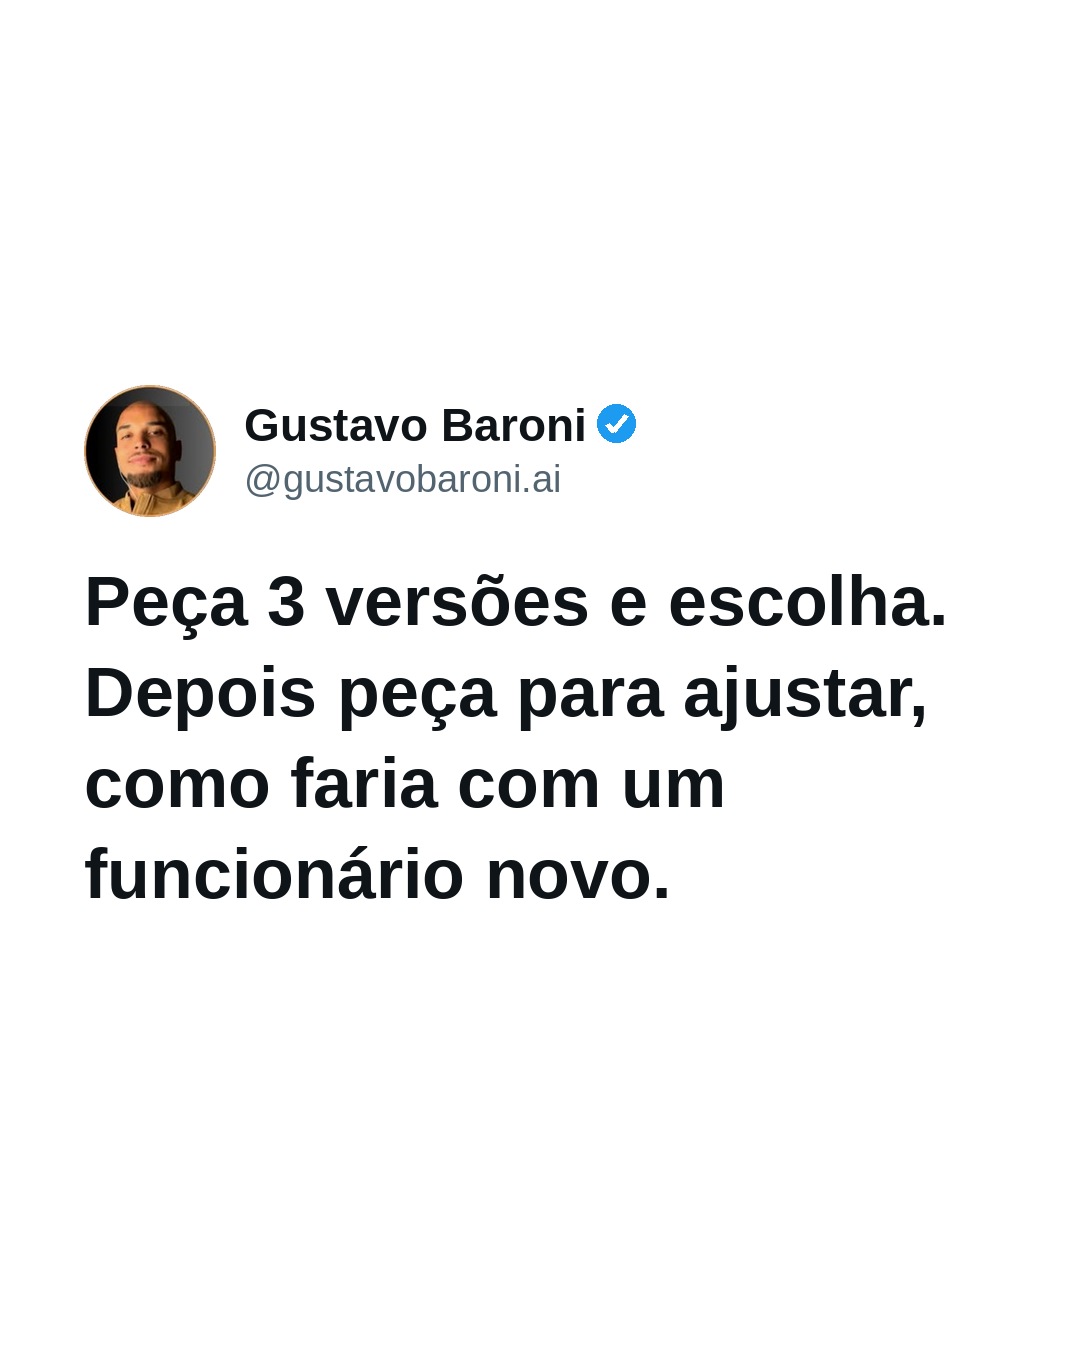 Gustavo Baroni
@gustavobaroni.ai
Peça 3 versões e escolha.
Depois peça para ajustar,
como faria com um
funcionário novo.